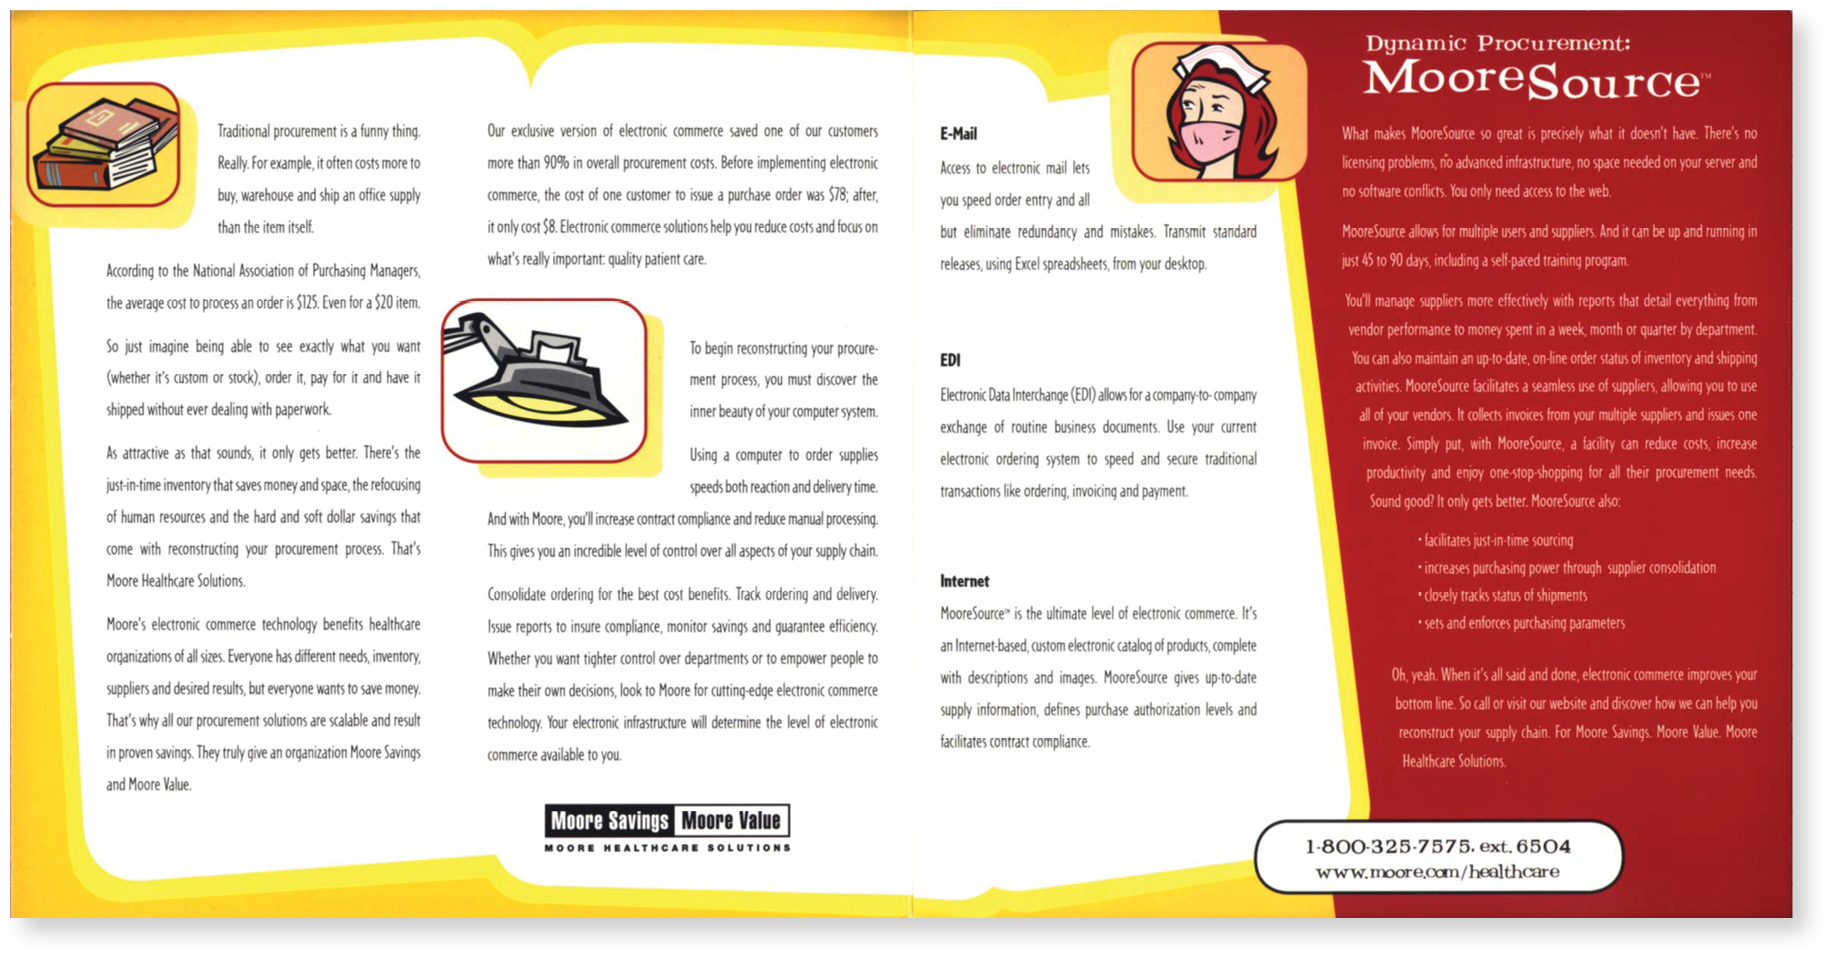 Traditional procurement is a funny thing.
Really. For example, it often costs more to
buy, warehouse and ship an office supply
than the item itself.
According to the National Association of Purchasing Managers,
the average cost to process an order is $125. Even for a $20 item.
So just imagine being able to see exactly what you want
(whether it's custom or stock), order it, pay for it and have it
shipped without ever dealing with paperwork.
As attractive as that sounds, it only gets better. There's the
just-in-time inventory that saves money and space, the refocusing
of human resources and the hard and soft dollar savings that
come with reconstructing your procurement process. That's
Moore Healthcare Solutions.
Moore's electronic commerce technology benefits healthcare
organizations of all sizes. Everyone has different needs, inventory,
suppliers and desired results, but everyone wants to save money.
That's why all our procurement solutions are scalable and result
in proven savings. They truly give an organization Moore Savings
and Moore Value.
Our exclusive version of electronic commerce saved one of our customers
more than 90% in overall procurement costs. Before implementing electronic
commerce, the cost of one customer to issue a purchase order was $78; after,
it only cost $8. Electronic commerce solutions help you reduce costs and focus on
what's really important: quality patient care.
To begin reconstructing your procure-
ment process, you must discover the
inner beauty of your computer system.
Using a computer to order supplies
speeds both reaction and delivery time.
And with Moore, you'll increase contract compliance and reduce manual processing.
This gives you an incredible level of control over all aspects of your supply chain.
Consolidate ordering for the best cost benefits. Track ordering and delivery.
Issue reports to insure compliance, monitor savings and guarantee efficiency.
Whether you want tighter control over departments or to empower people to
make their own decisions, look to Moore for cutting-edge electronic commerce
technology. Your electronic infrastructure will determine the level of electronic
commerce available to you.
Moore Savings Moore Value
MOORE HEALTHCARE SOLUTIONS
E-Mail
Access to electronic mail lets
you speed order entry and all
but eliminate redundancy and mistakes. Transmit standard
releases, using Excel spreadsheets, from your desktop.
EDI
Electronic Data Interchange (EDI) allows for a company-to- company
exchange of routine business documents. Use your current
electronic ordering system to speed and secure traditional
transactions like ordering, invoicing and payment.
Internet
MooreSource™ is the ultimate level of electronic commerce. It's
an Internet-based, custom electronic catalog of products, complete
with descriptions and images. MooreSource gives up-to-date
supply information, defines purchase authorization levels and
facilitates contract compliance.
Dynamic Procurement:
MooreSource™
What makes MooreSource so great is precisely what it doesn't have. There's no
licensing problems, no advanced infrastructure, no space needed on your server and
no software conflicts. You only need access to the web.
MooreSource allows for multiple users and suppliers. And it can be up and running in
just 45 to 90 days, including a self-paced training program.
You'll manage suppliers more effectively with reports that detail everything from
vendor performance to money spent in a week, month or quarter by department.
You can also maintain an up-to-date, on-line order status of inventory and shipping
activities. MooreSource facilitates a seamless use of suppliers, allowing you to use
all of your vendors. It collects invoices from your multiple suppliers and issues one
invoice. Simply put, with MooreSource, a facility can reduce costs, increase
productivity and enjoy one-stop-shopping for all their procurement needs.
Sound good? It only gets better. MooreSource also:
• facilitates just-in-time sourcing
• increases purchasing power through supplier consolidation
• closely tracks status of shipments
• sets and enforces purchasing parameters
Oh, yeah. When it's all said and done, electronic commerce improves your
bottom line. So call or visit our website and discover how we can help you
reconstruct your supply chain. For Moore Savings. Moore Value. Moore
Healthcare Solutions.
1-800-325-7575. ext. 6504
www.moore.com/healthcare